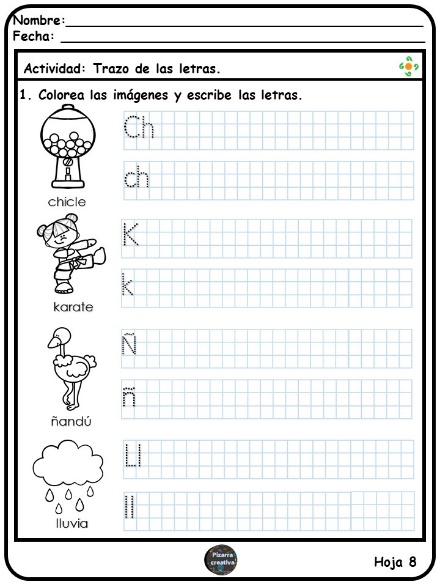 Nombre:
Fecha:
Actividad: Trazo de las letras.
1. Colorea las imágenes y escribe las letras.
Ch
chicle
ch
K
karate
k
Ñ
ñandú
ñ
Ll
lluvia
ll
Pizarra
creativa
Hoja 8